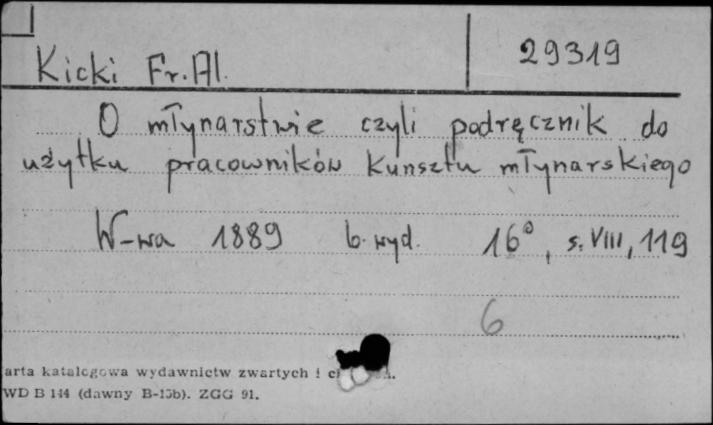 Kicki Fr. Al. 29319
O młynarstwie czyli podręcznik do
użytku pracowników kunsztu młynarskiego
W-wa 1889 b. wyd. 16°, s. VIII, 119
6
arta katalogowa wydawnictw zwartych i
WD B 144 (dawny B-13b). ZGG 91.